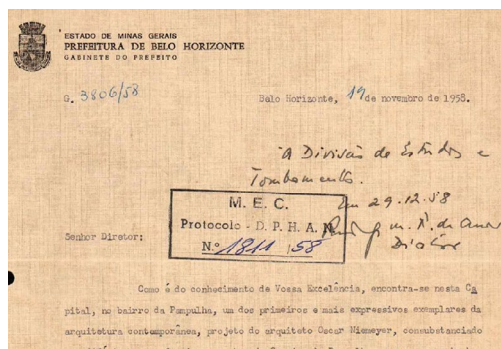 ESTADO DE MINAS GERAIS
PREFEITURA DE BELO HORIZONTE
GABINETE DO PREFEITO
G. 3806/58
Belo Horizonte, 19 de novembro de 1958.
A Divisão de Estudos e
Tombamento.
Em 29.12.58
Diretor
M. E. C.
Protocolo - D. P. H. A. N.
N.º 1811 / 58
Senhor Diretor:
Como é do conhecimento de Vossa Excelência, encontra-se nesta Ca
pital, no bairro da Pampulha, um dos primeiros e mais expressivos exemplares da
arquitetura contemporânea, projeto do arquiteto Oscar Niemeyer, consubstanciado